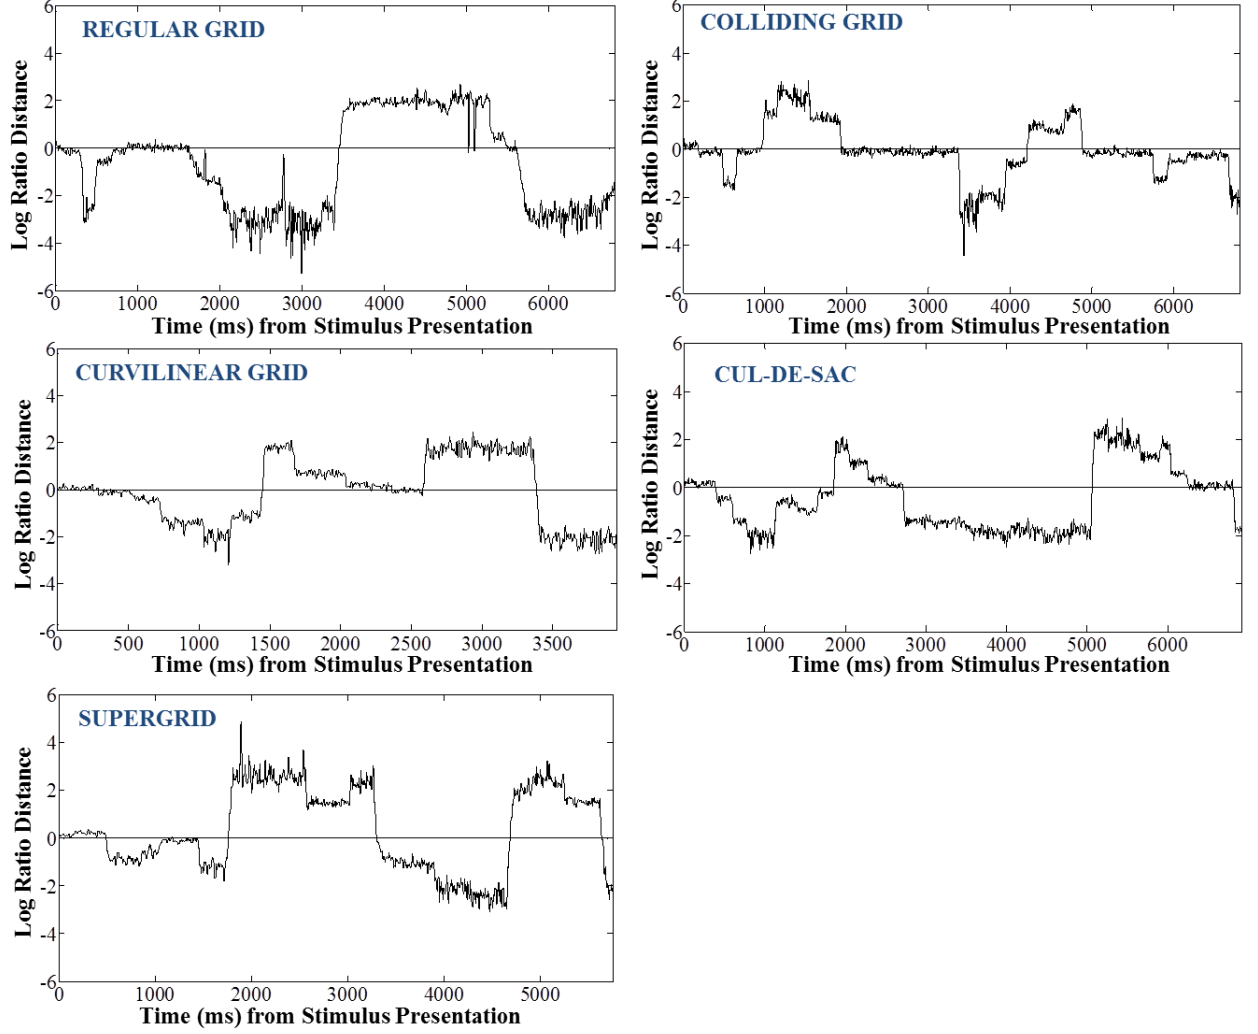 REGULAR GRID
6
4
2
0
-2
-4
-6
Log Ratio Distance
0 1000 2000 3000 4000 5000 6000
Time (ms) from Stimulus Presentation
COLLIDING GRID
6
4
2
0
-2
-4
-6
Log Ratio Distance
0 1000 2000 3000 4000 5000 6000
Time (ms) from Stimulus Presentation
CURVILINEAR GRID
6
4
2
0
-2
-4
-6
Log Ratio Distance
0 500 1000 1500 2000 2500 3000 3500
Time (ms) from Stimulus Presentation
CUL-DE-SAC
6
4
2
0
-2
-4
-6
Log Ratio Distance
0 1000 2000 3000 4000 5000 6000
Time (ms) from Stimulus Presentation
SUPERGRID
6
4
2
0
-2
-4
-6
Log Ratio Distance
0 1000 2000 3000 4000 5000
Time (ms) from Stimulus Presentation